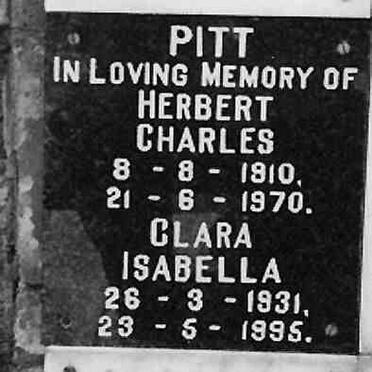 PITT
IN LOVING MEMORY OF
HERBERT
CHARLES
8 - 8 - 1910.
21 - 6 - 1970.
CLARA
ISABELLA
26 - 3 - 1931.
23 - 5 - 1995.